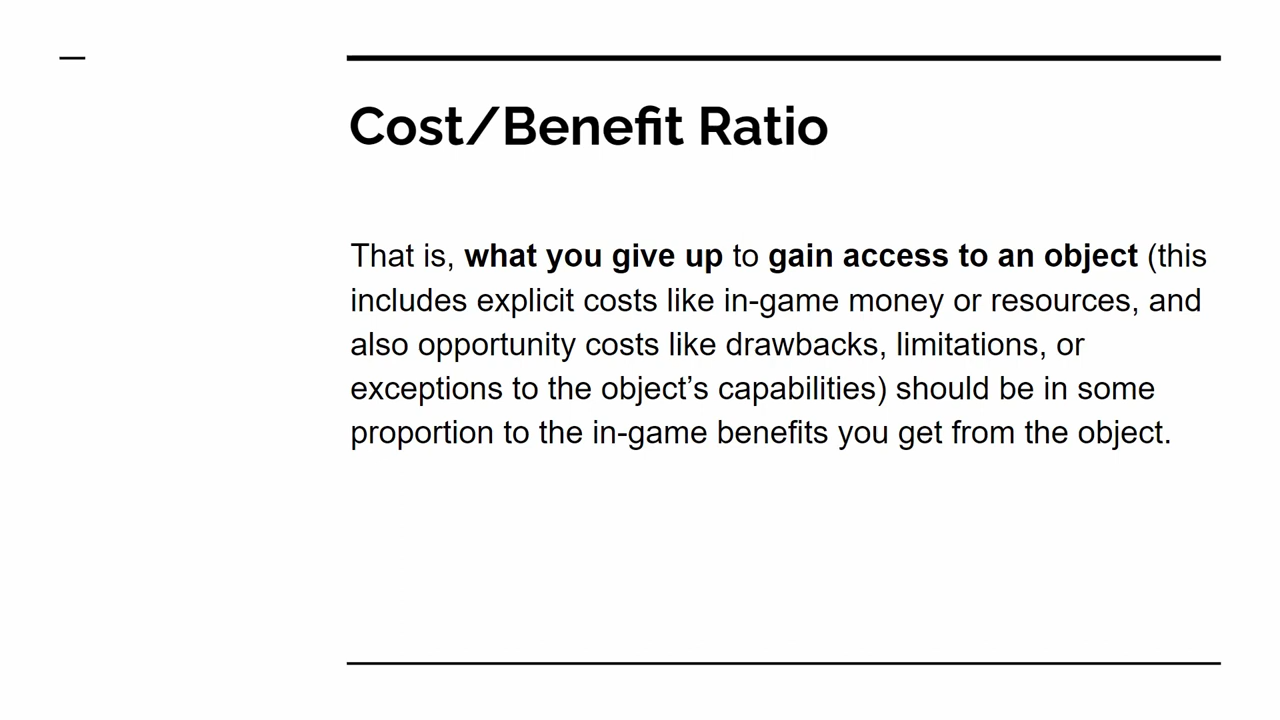 Cost/Benefit Ratio
That is, what you give up to gain access to an object (this
includes explicit costs like in-game money or resources, and
also opportunity costs like drawbacks, limitations, or
exceptions to the object’s capabilities) should be in some
proportion to the in-game benefits you get from the object.